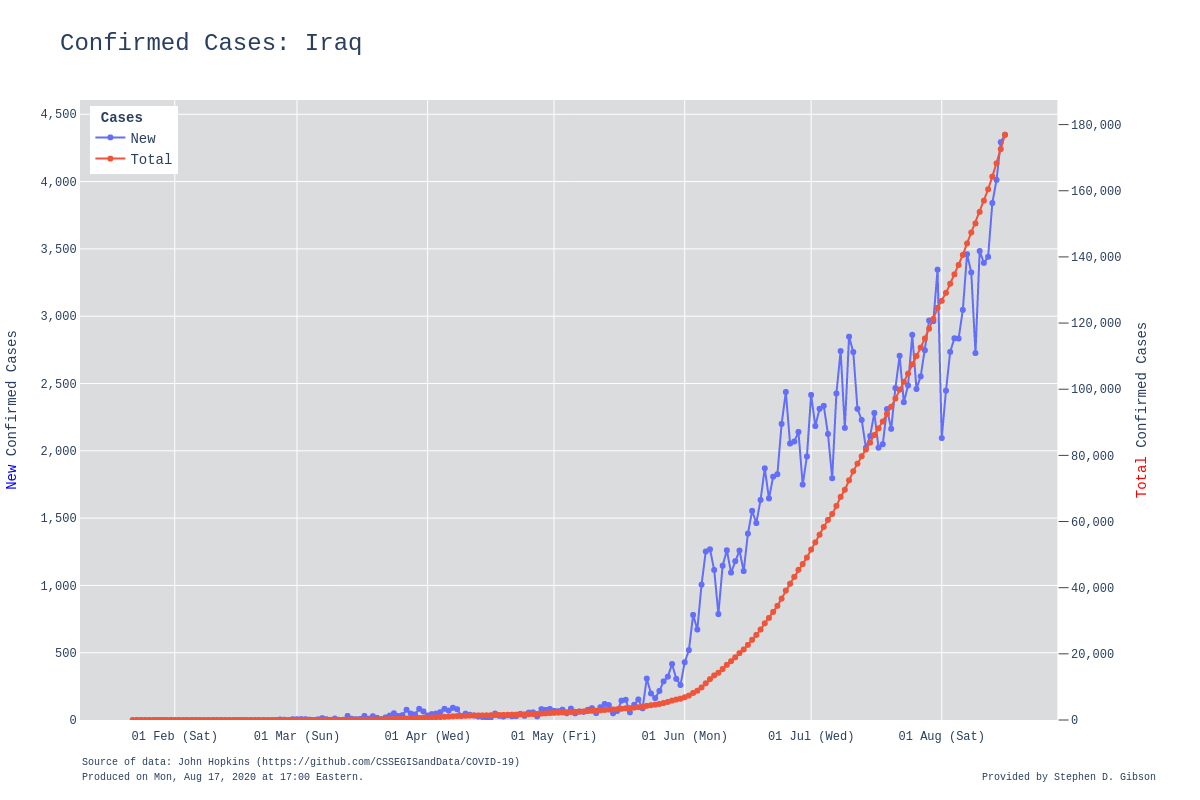 Confirmed Cases: Iraq
Cases
New
Total
4,500
4,000
3,500
3,000
2,500
2,000
1,500
1,000
500
0
New Confirmed Cases
180,000
160,000
140,000
120,000
100,000
80,000
60,000
40,000
20,000
0
Total Confirmed Cases
01 Feb (Sat)
01 Mar (Sun)
01 Apr (Wed)
01 May (Fri)
01 Jun (Mon)
01 Jul (Wed)
01 Aug (Sat)
Source of data: John Hopkins (https://github.com/CSSEGISandData/COVID-19)
Produced on Mon, Aug 17, 2020 at 17:00 Eastern.
Provided by Stephen D. Gibson